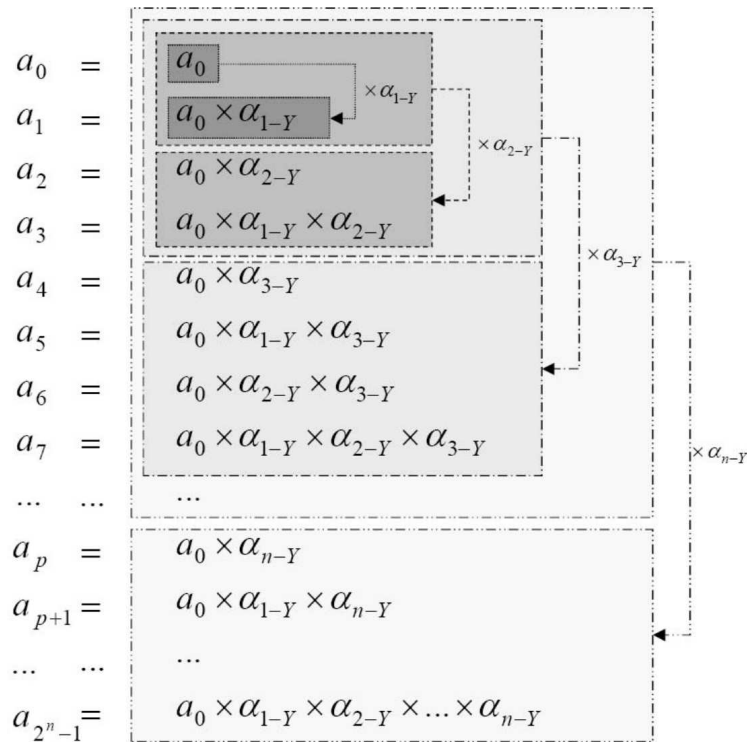 a₀ = a₀
× α₁₋Y
a₁ = a₀ × α₁₋Y
× α₂₋Y
a₂ = a₀ × α₂₋Y
a₃ = a₀ × α₁₋Y × α₂₋Y
× α₃₋Y
a₄ = a₀ × α₃₋Y
a₅ = a₀ × α₁₋Y × α₃₋Y
a₆ = a₀ × α₂₋Y × α₃₋Y
a₇ = a₀ × α₁₋Y × α₂₋Y × α₃₋Y
× αₙ₋Y
... ... ...
aₚ = a₀ × αₙ₋Y
aₚ₊₁ = a₀ × α₁₋Y × αₙ₋Y
... ... ...
a_{2ⁿ−1} = a₀ × α₁₋Y × α₂₋Y × ... × αₙ₋Y